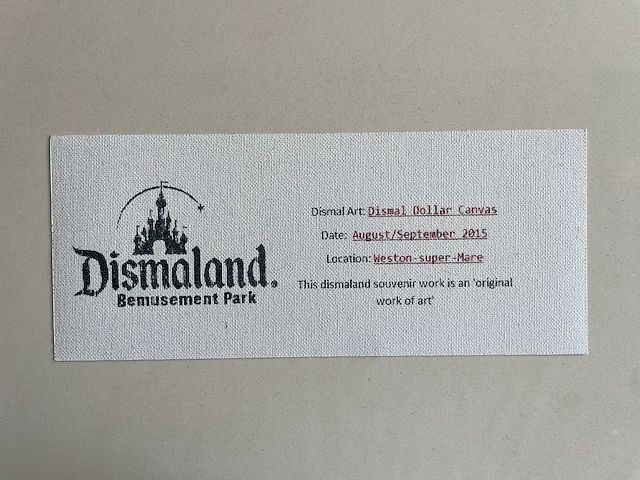 Dismaland.
Bemusement Park
Dismal Art: Dismal Dollar Canvas
Date: August/September 2015
Location: Weston-super-Mare
This dismaland souvenir work is an 'original
work of art'